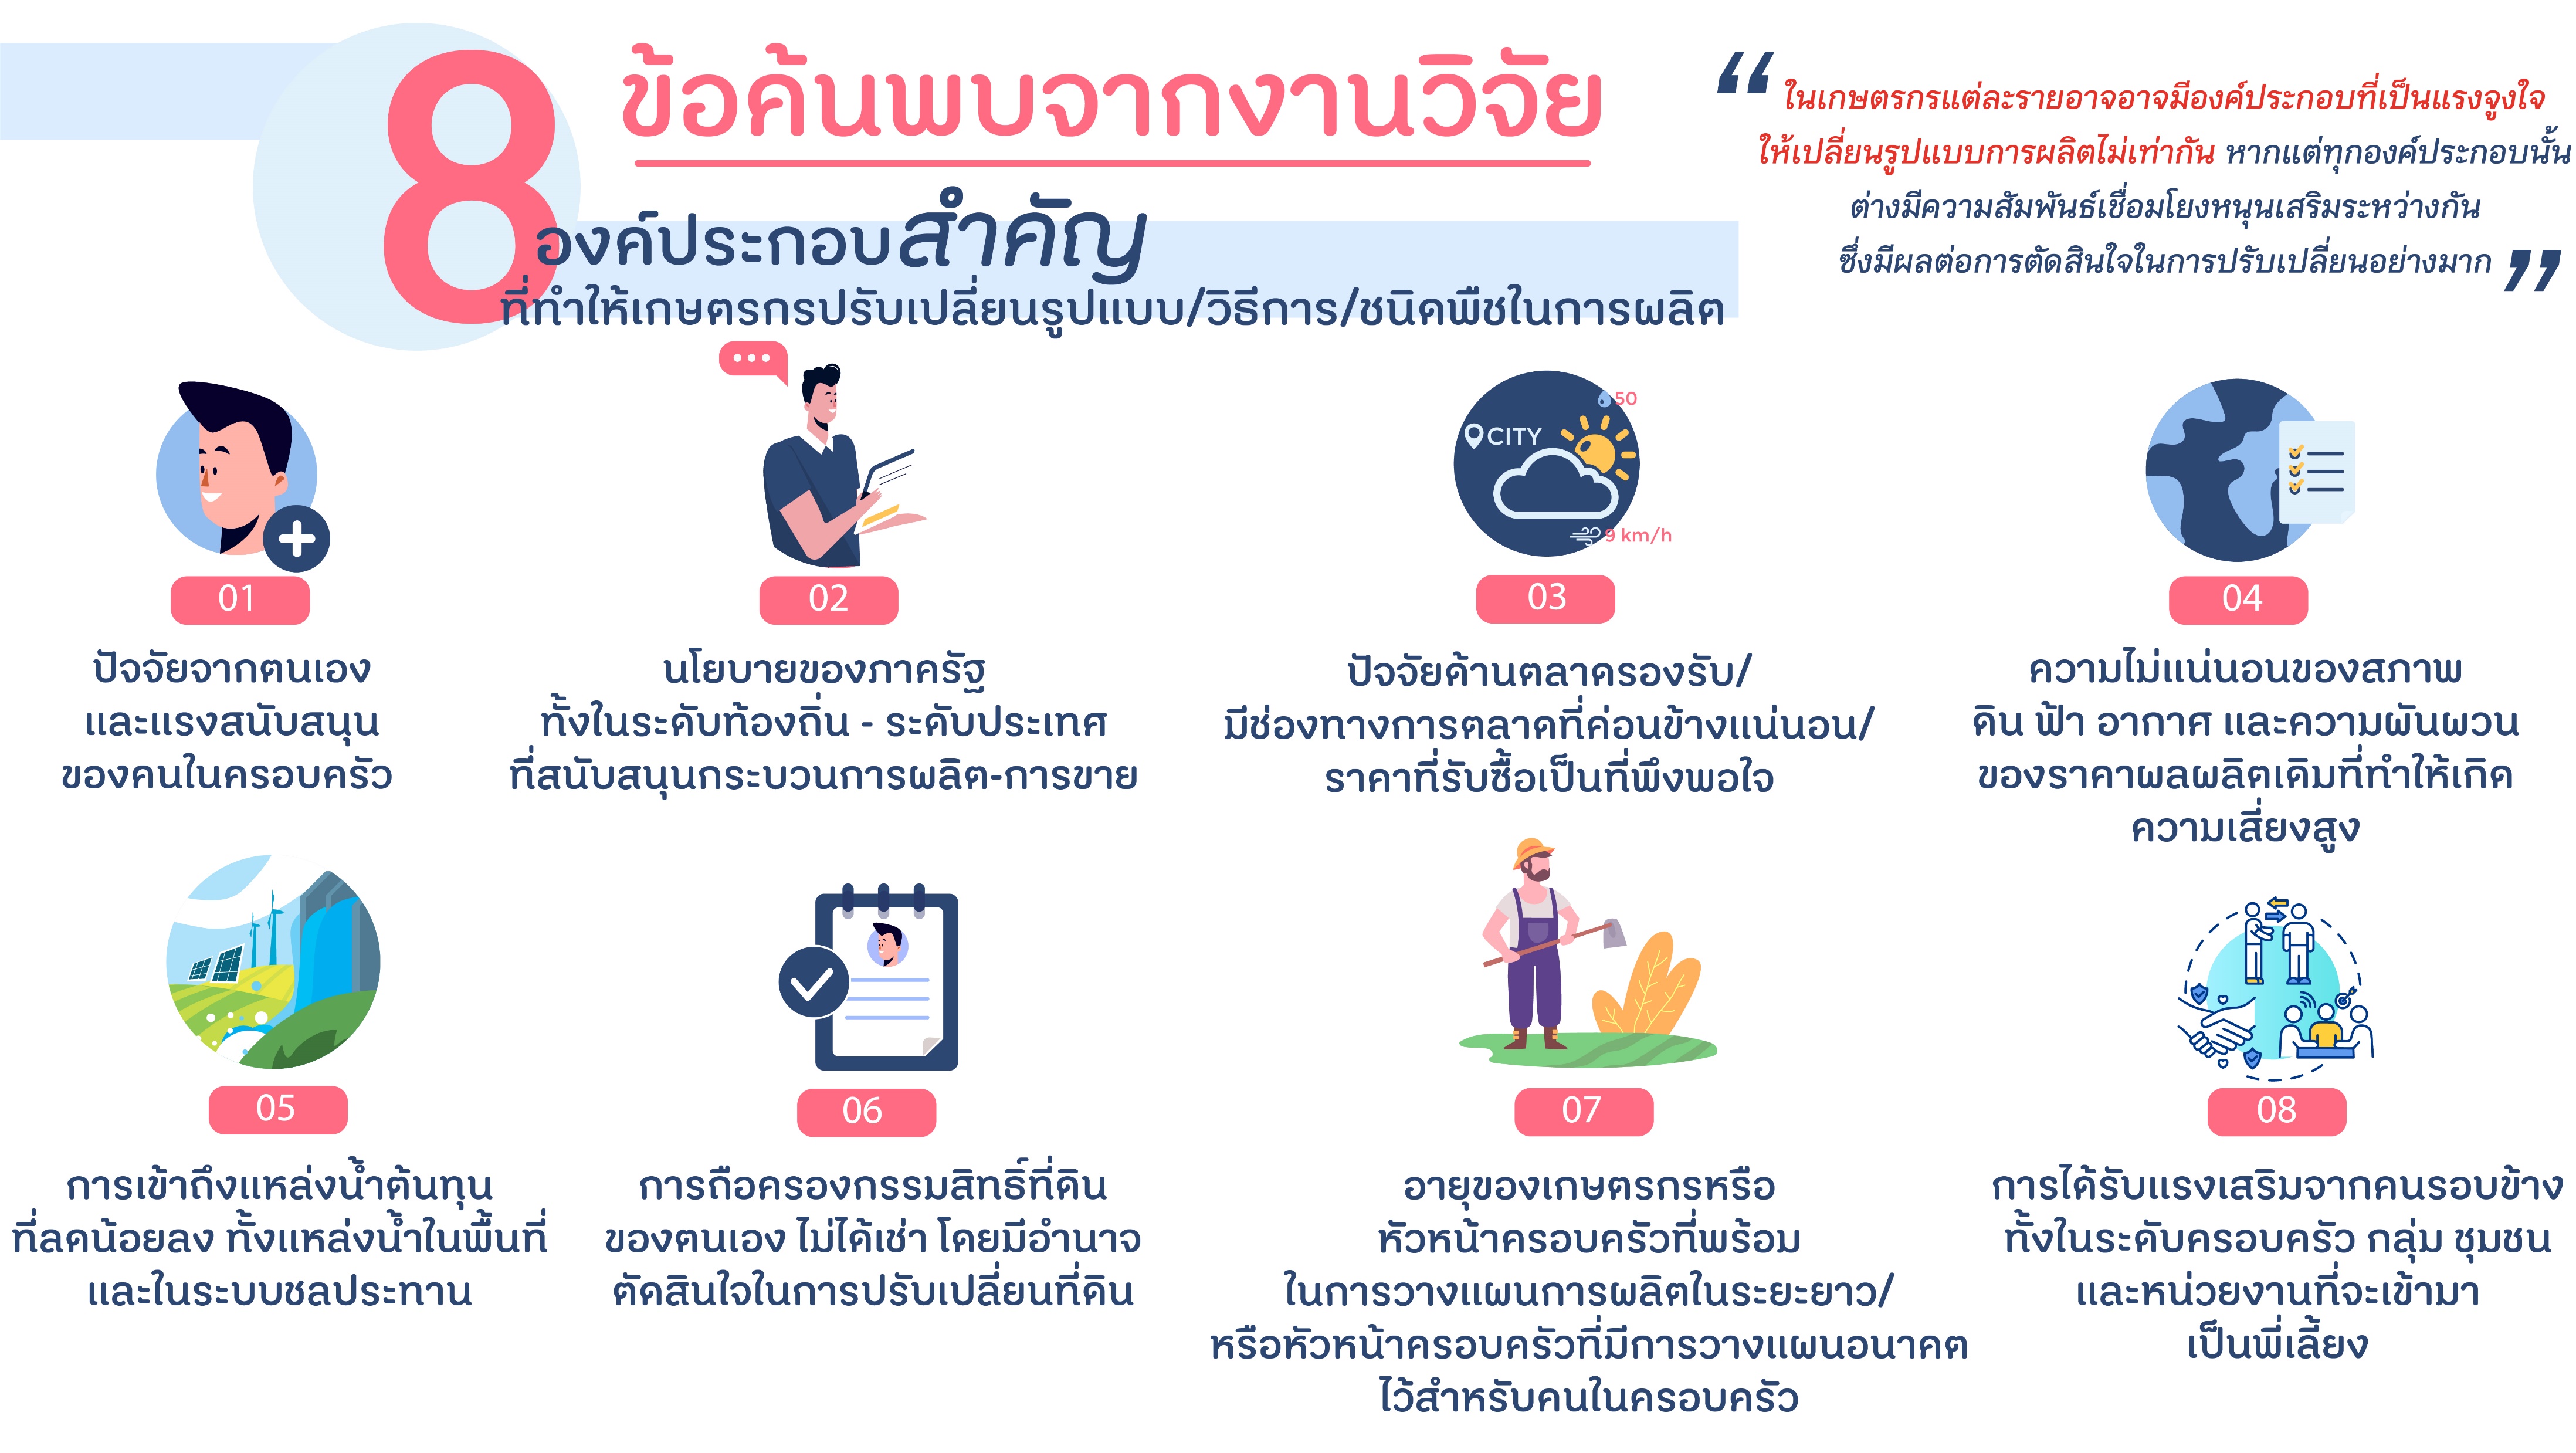 8
ข้อค้นพบจากงานวิจัย
องค์ประกอบสำคัญ
ที่ทำให้เกษตรกรปรับเปลี่ยนรูปแบบ/วิธีการ/ชนิดพืชในการผลิต
“ในเกษตรกรแต่ละรายอาจอาจมีองค์ประกอบที่เป็นแรงจูงใจ
ให้เปลี่ยนรูปแบบการผลิตไม่เท่ากัน หากแต่ทุกองค์ประกอบนั้น
ต่างมีความสัมพันธ์เชื่อมโยงหนุนเสริมระหว่างกัน
ซึ่งมีผลต่อการตัดสินใจในการปรับเปลี่ยนอย่างมาก”
01
ปัจจัยจากตนเอง
และแรงสนับสนุน
ของคนในครอบครัว
02
นโยบายของภาครัฐ
ทั้งในระดับท้องถิ่น - ระดับประเทศ
ที่สนับสนุนกระบวนการผลิต-การขาย
50
CITY
9 km/h
03
ปัจจัยด้านตลาดรองรับ/
มีช่องทางการตลาดที่ค่อนข้างแน่นอน/
ราคาที่รับซื้อเป็นที่พึงพอใจ
04
ความไม่แน่นอนของสภาพ
ดิน ฟ้า อากาศ และความผันผวน
ของราคาผลผลิตเดิมที่ทำให้เกิด
ความเสี่ยงสูง
05
การเข้าถึงแหล่งน้ำต้นทุน
ที่ลดน้อยลง ทั้งแหล่งน้ำในพื้นที่
และในระบบชลประทาน
06
การถือครองกรรมสิทธิ์ที่ดิน
ของตนเอง ไม่ได้เช่า โดยมีอำนาจ
ตัดสินใจในการปรับเปลี่ยนที่ดิน
07
อายุของเกษตรกรหรือ
หัวหน้าครอบครัวที่พร้อม
ในการวางแผนการผลิตในระยะยาว/
หรือหัวหน้าครอบครัวที่มีการวางแผนอนาคต
ไว้สำหรับคนในครอบครัว
08
การได้รับแรงเสริมจากคนรอบข้าง
ทั้งในระดับครอบครัว กลุ่ม ชุมชน
และหน่วยงานที่จะเข้ามา
เป็นพี่เลี้ยง